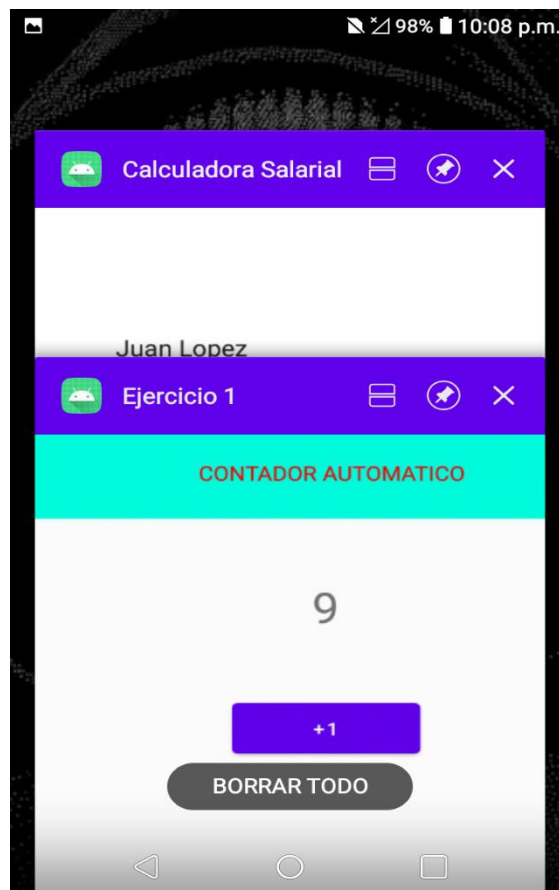 98% 10:08 p.m.
Calculadora Salarial
Juan Lopez
Ejercicio 1
CONTADOR AUTOMATICO
9
+1
BORRAR TODO